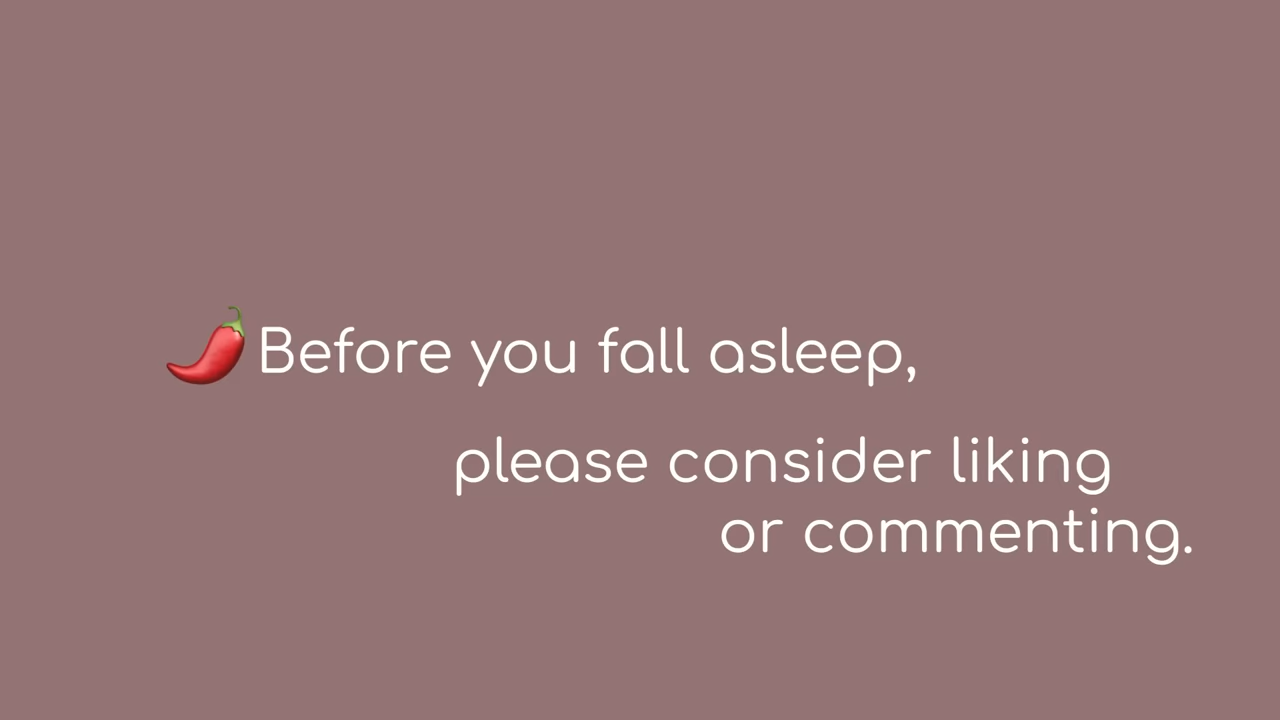 🌶️Before you fall asleep,
please consider liking
or commenting.